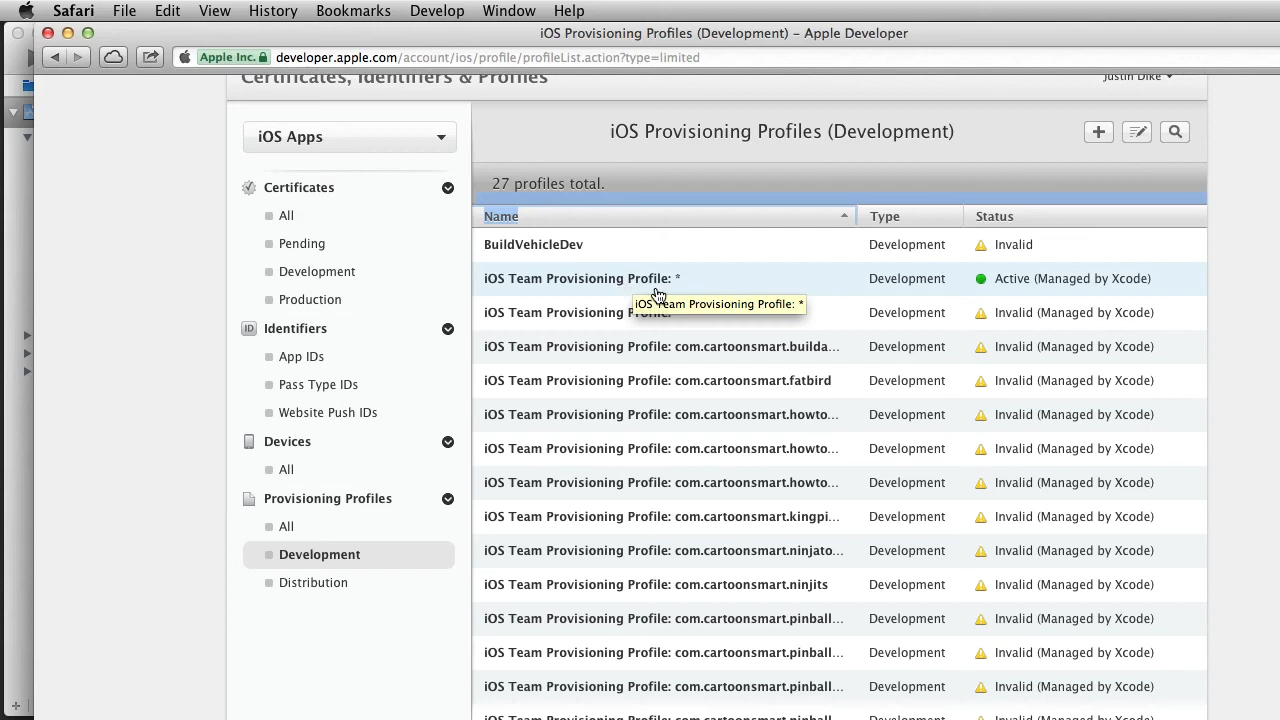 Safari File Edit View History Bookmarks Develop Window Help
iOS Provisioning Profiles (Development) – Apple Developer
Apple Inc. developer.apple.com/account/ios/profile/profileList.action?type=limited
Certificates, Identifiers & Profiles
Justin Dike
iOS Apps
Certificates
All
Pending
Development
Production
ID Identifiers
App IDs
Pass Type IDs
Website Push IDs
Devices
All
Provisioning Profiles
All
Development
Distribution
iOS Provisioning Profiles (Development)
27 profiles total.
Name Type Status
BuildVehicleDev Development Invalid
iOS Team Provisioning Profile: * Development Active (Managed by Xcode)
iOS Team Provisioning Profile: Development Invalid (Managed by Xcode)
iOS Team Provisioning Profile: *
iOS Team Provisioning Profile: com.cartoonsmart.builda... Development Invalid (Managed by Xcode)
iOS Team Provisioning Profile: com.cartoonsmart.fatbird Development Invalid (Managed by Xcode)
iOS Team Provisioning Profile: com.cartoonsmart.howto... Development Invalid (Managed by Xcode)
iOS Team Provisioning Profile: com.cartoonsmart.howto... Development Invalid (Managed by Xcode)
iOS Team Provisioning Profile: com.cartoonsmart.howto... Development Invalid (Managed by Xcode)
iOS Team Provisioning Profile: com.cartoonsmart.kingpi... Development Invalid (Managed by Xcode)
iOS Team Provisioning Profile: com.cartoonsmart.ninjato... Development Invalid (Managed by Xcode)
iOS Team Provisioning Profile: com.cartoonsmart.ninjits Development Invalid (Managed by Xcode)
iOS Team Provisioning Profile: com.cartoonsmart.pinball... Development Invalid (Managed by Xcode)
iOS Team Provisioning Profile: com.cartoonsmart.pinball... Development Invalid (Managed by Xcode)
iOS Team Provisioning Profile: com.cartoonsmart.pinball... Development Invalid (Managed by Xcode)